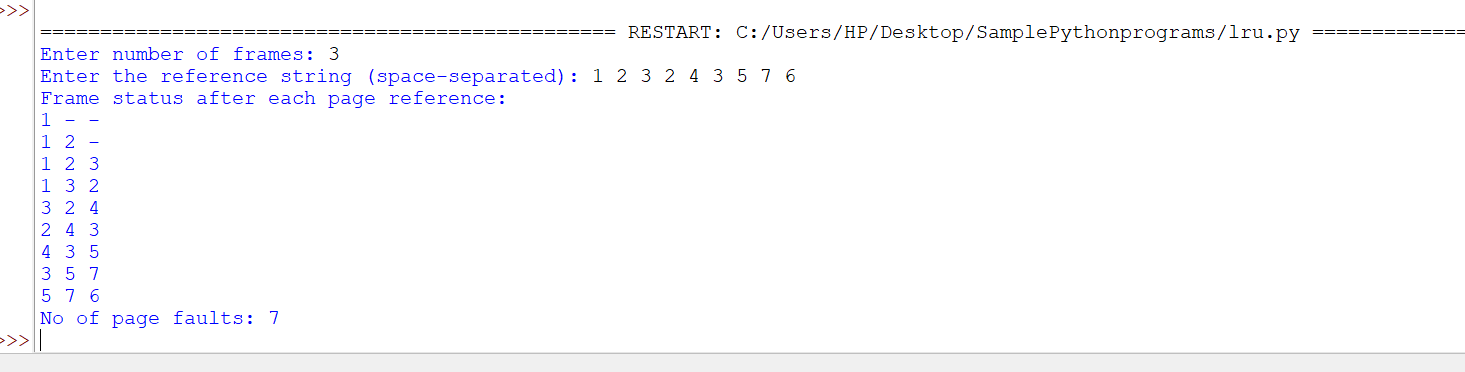 >>>
================================================ RESTART: C:/Users/HP/Desktop/SamplePythonprograms/lru.py =============
Enter number of frames: 3
Enter the reference string (space-separated): 1 2 3 2 4 3 5 7 6
Frame status after each page reference:
1 - -
1 2 -
1 2 3
1 3 2
3 2 4
2 4 3
4 3 5
3 5 7
5 7 6
No of page faults: 7
>>>